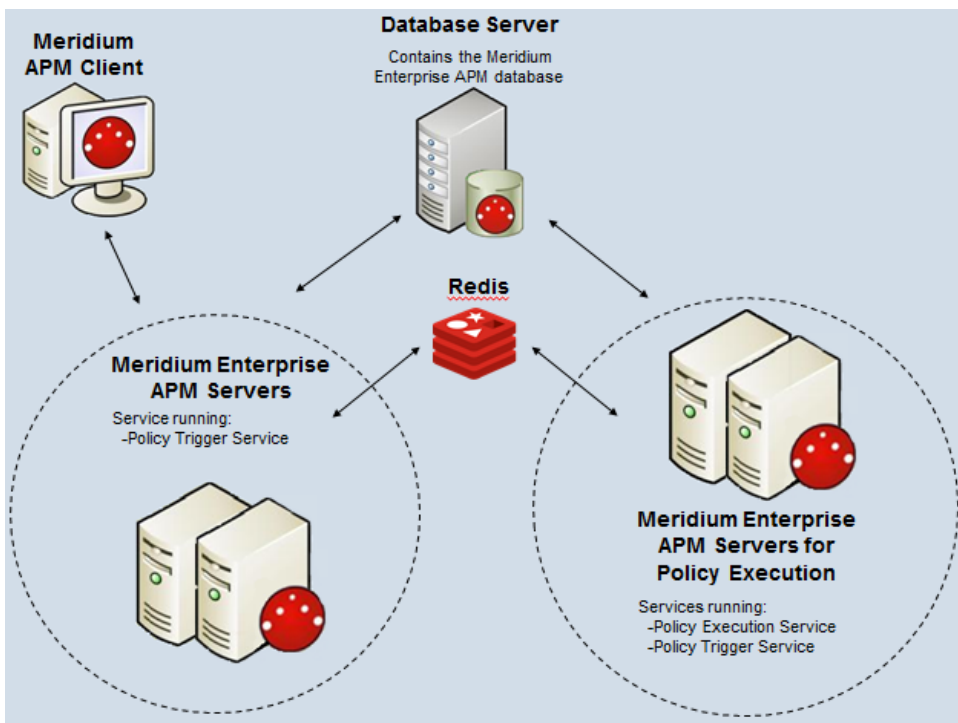 Meridium
APM Client
Database Server
Contains the Meridium
Enterprise APM database
Redis
Meridium Enterprise
APM Servers
Service running:
-Policy Trigger Service
Meridium Enterprise
APM Servers for
Policy Execution
Services running:
-Policy Execution Service
-Policy Trigger Service